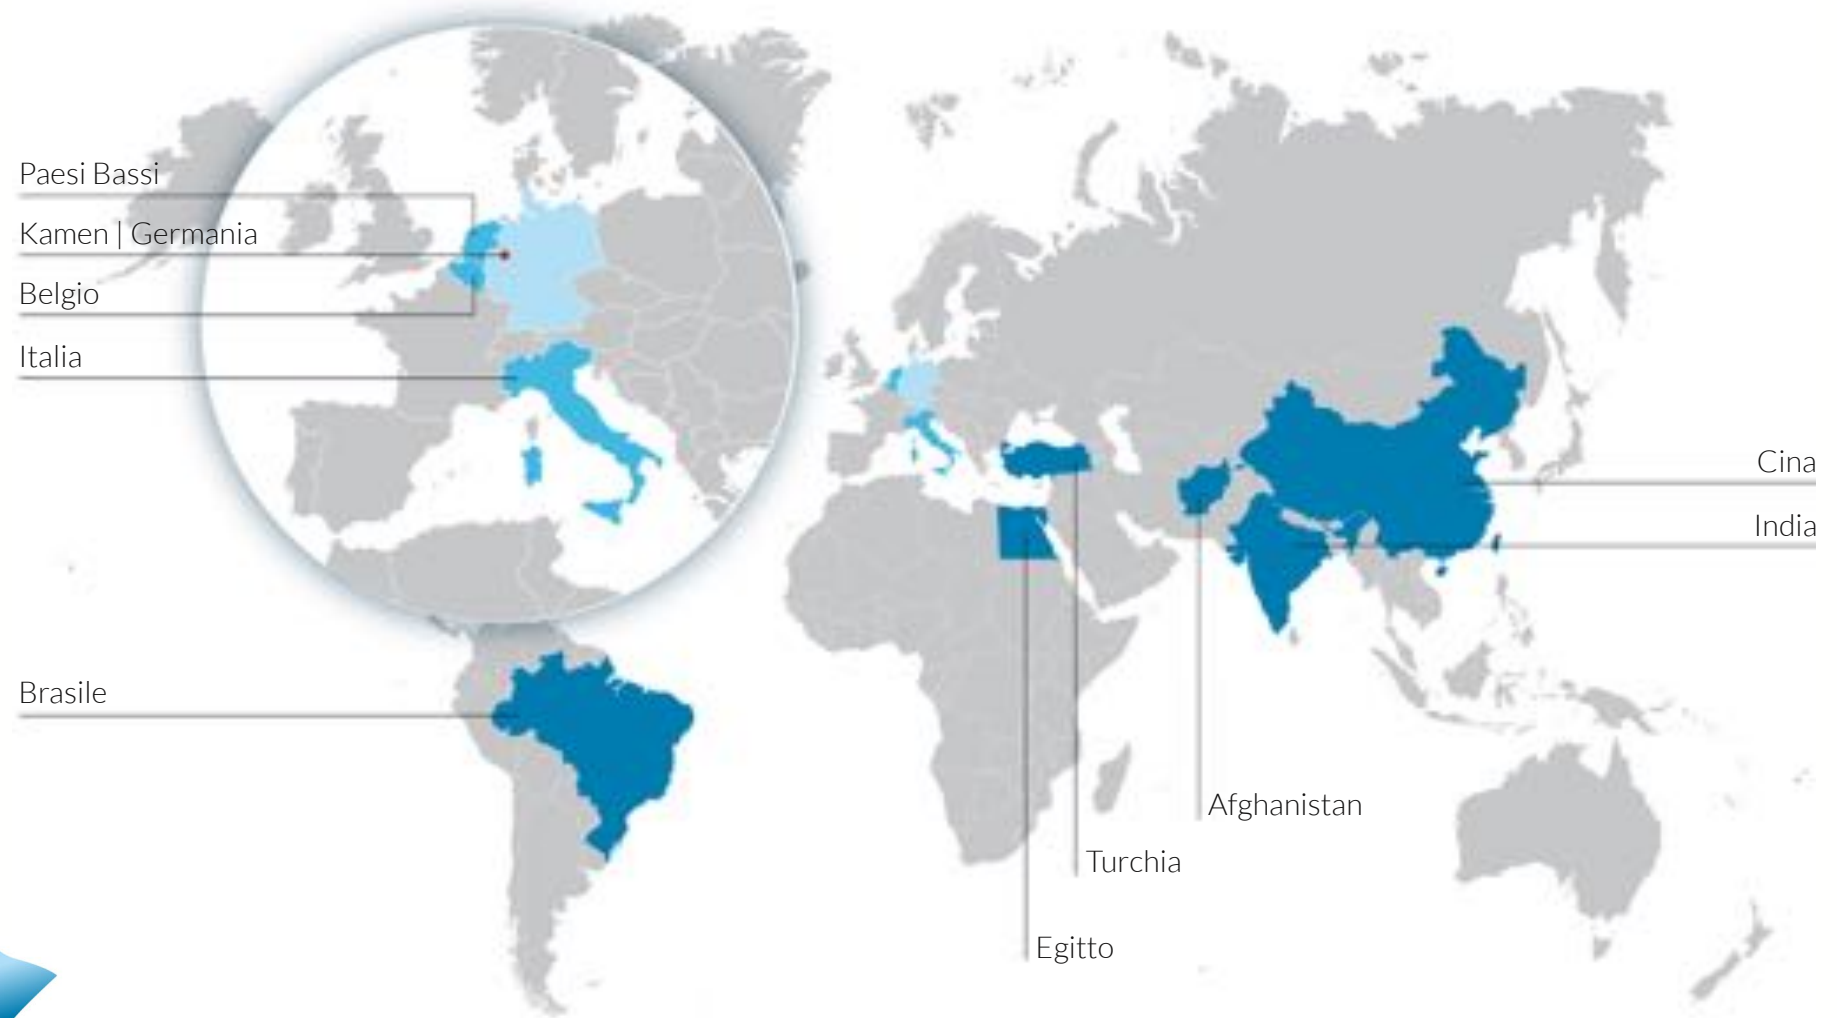 Paesi Bassi
Kamen | Germania
Belgio
Italia
Cina
India
Brasile
Afghanistan
Turchia
Egitto